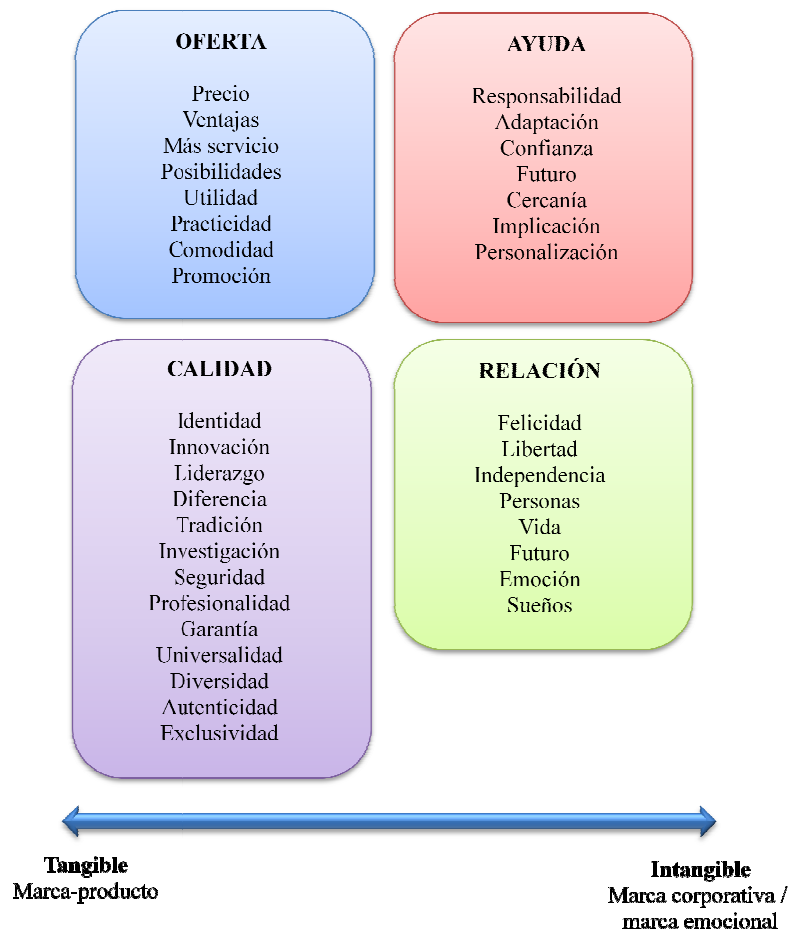 OFERTA
Precio
Ventajas
Más servicio
Posibilidades
Utilidad
Practicidad
Comodidad
Promoción
AYUDA
Responsabilidad
Adaptación
Confianza
Futuro
Cercanía
Implicación
Personalización
CALIDAD
Identidad
Innovación
Liderazgo
Diferencia
Tradición
Investigación
Seguridad
Profesionalidad
Garantía
Universalidad
Diversidad
Autenticidad
Exclusividad
RELACIÓN
Felicidad
Libertad
Independencia
Personas
Vida
Futuro
Emoción
Sueños
Tangible
Marca-producto
Intangible
Marca corporativa /
marca emocional